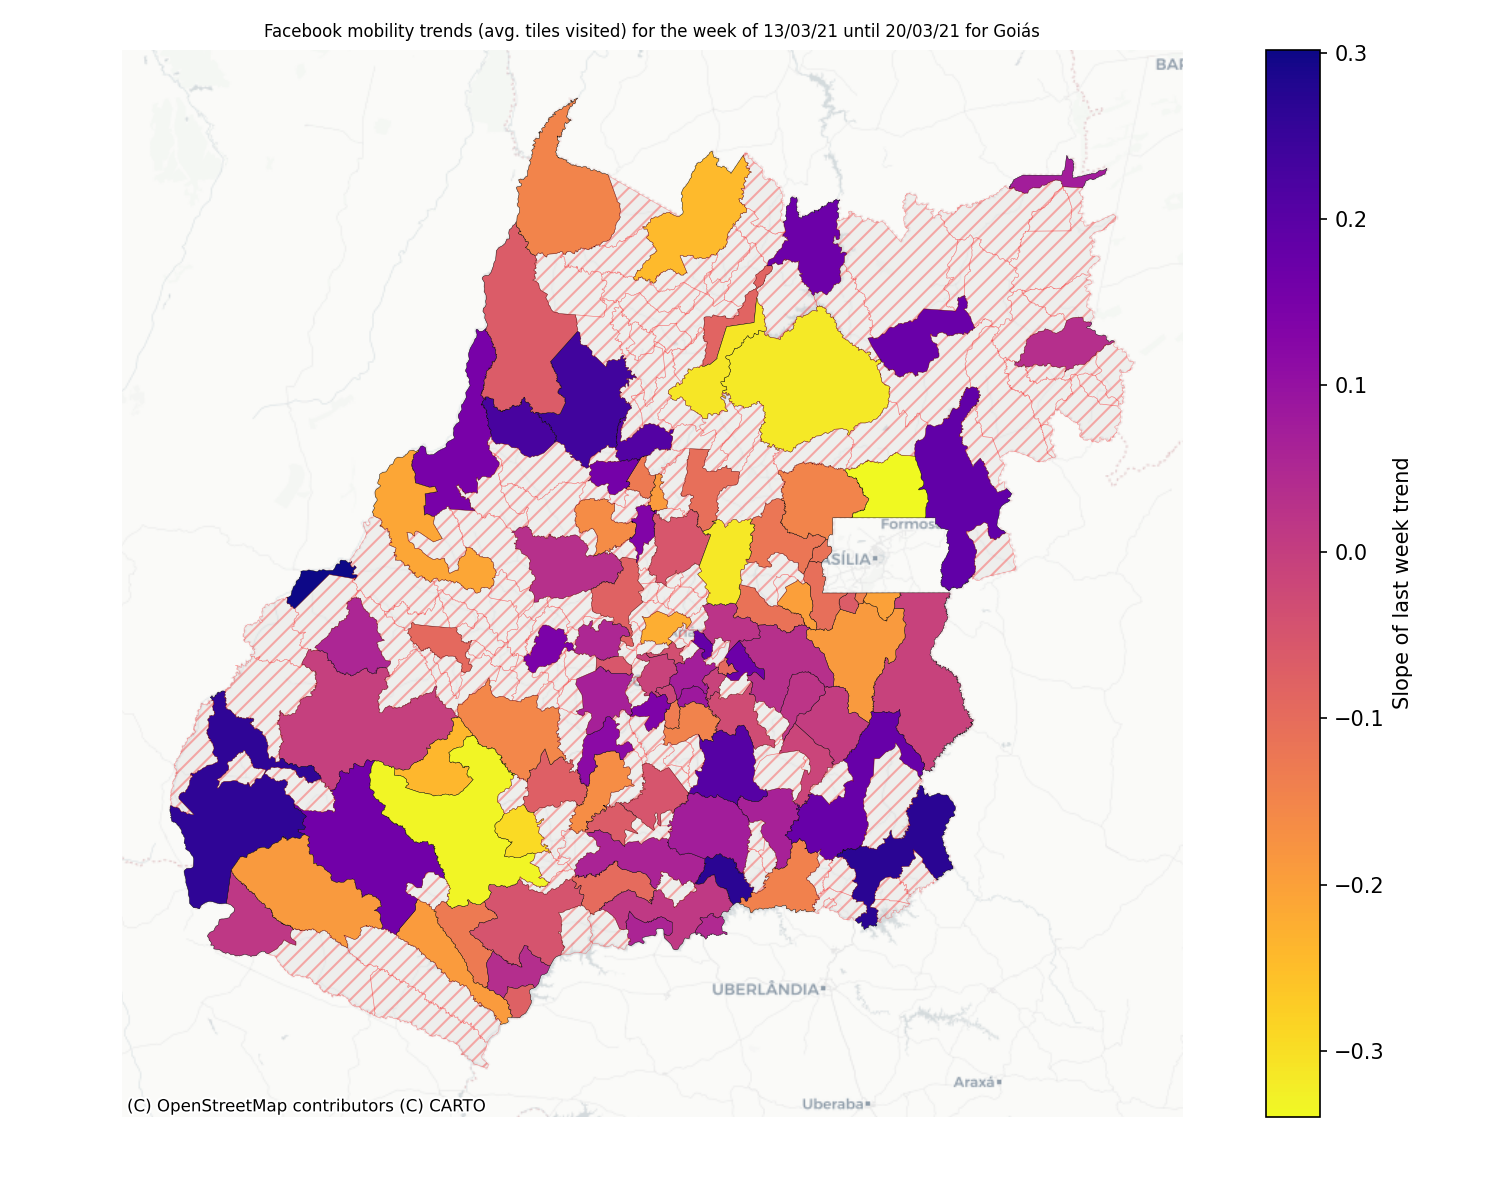 Facebook mobility trends (avg. tiles visited) for the week of 13/03/21 until 20/03/21 for Goiás
BAR
0.3
0.2
0.1
0.0
−0.1
−0.2
−0.3
Slope of last week trend
Formos
ASÍLIA
UBERLÂNDIA
Araxá
Uberaba
(C) OpenStreetMap contributors (C) CARTO